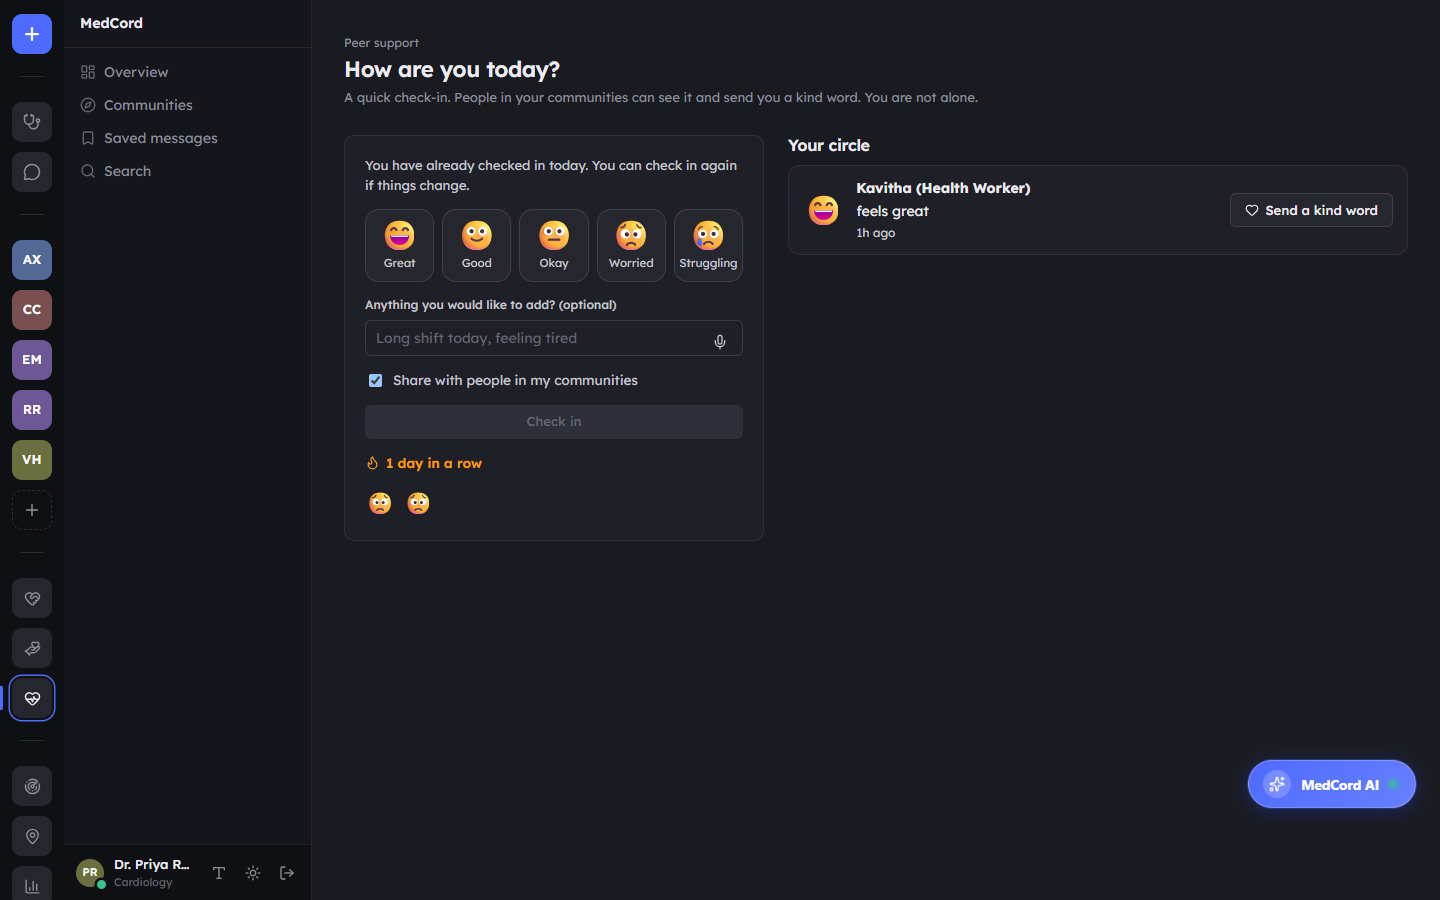 MedCord
Overview
Communities
Saved messages
Search
AX
CC
EM
RR
VH
PR
Dr. Priya R...
Cardiology
Peer support
How are you today?
A quick check-in. People in your communities can see it and send you a kind word. You are not alone.
You have already checked in today. You can check in again
if things change.
Great
Good
Okay
Worried
Struggling
Anything you would like to add? (optional)
Long shift today, feeling tired
Share with people in my communities
Check in
1 day in a row
Your circle
Kavitha (Health Worker)
feels great
1h ago
Send a kind word
MedCord AI